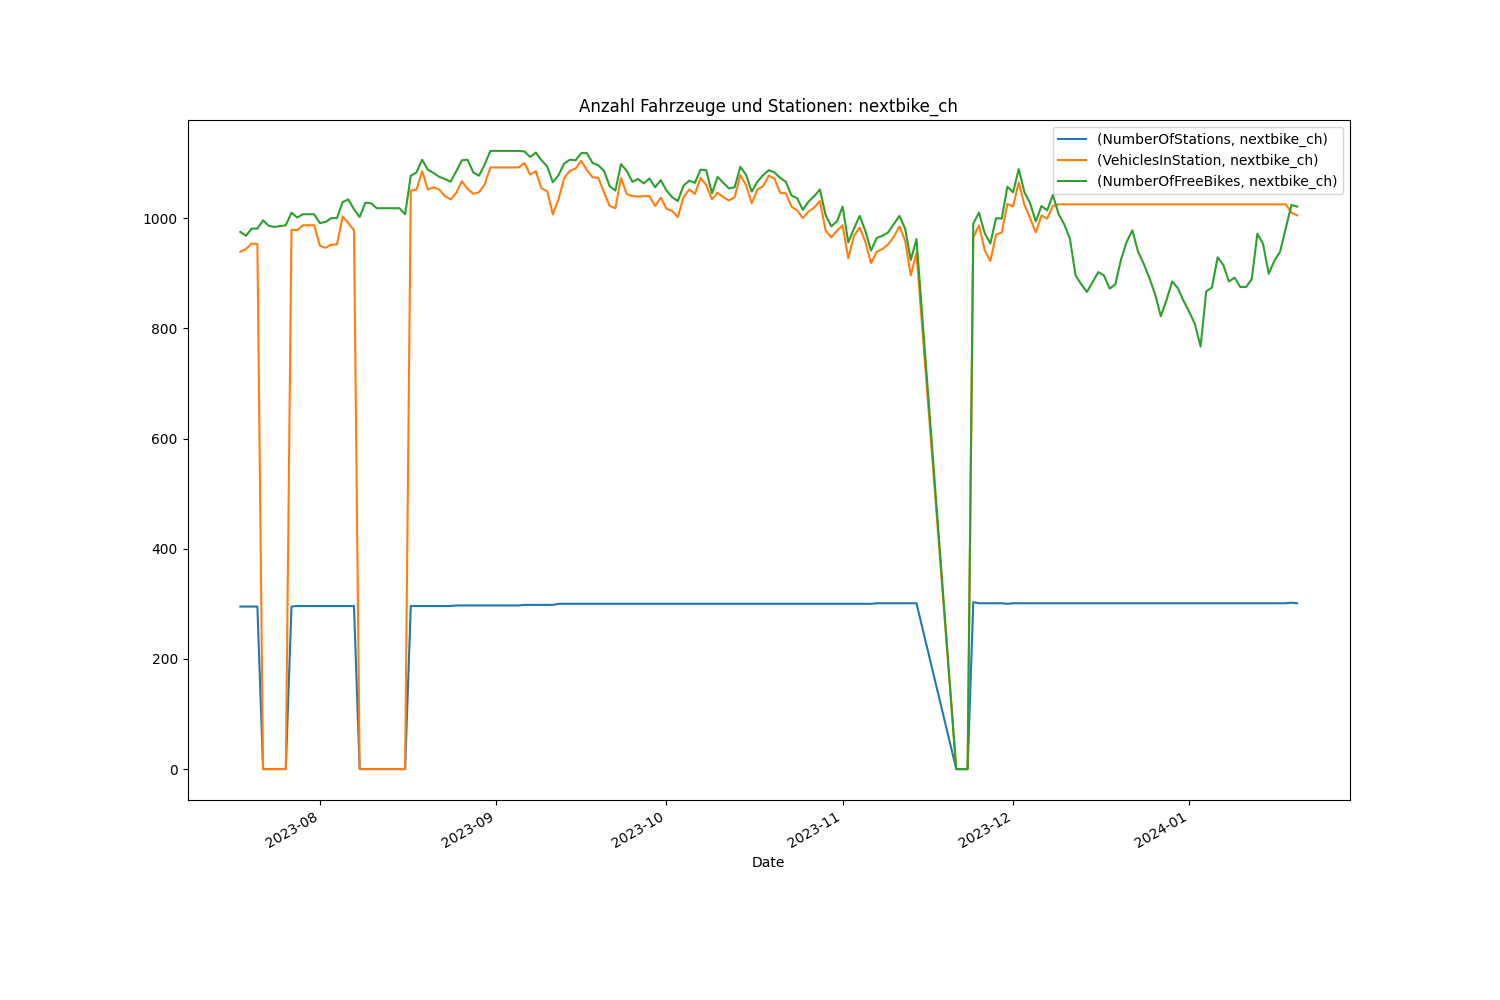 Anzahl Fahrzeuge und Stationen: nextbike_ch
(NumberOfStations, nextbike_ch)
(VehiclesInStation, nextbike_ch)
(NumberOfFreeBikes, nextbike_ch)
1000
800
600
400
200
0
2023-08
2023-09
2023-10
2023-11
2023-12
2024-01
Date